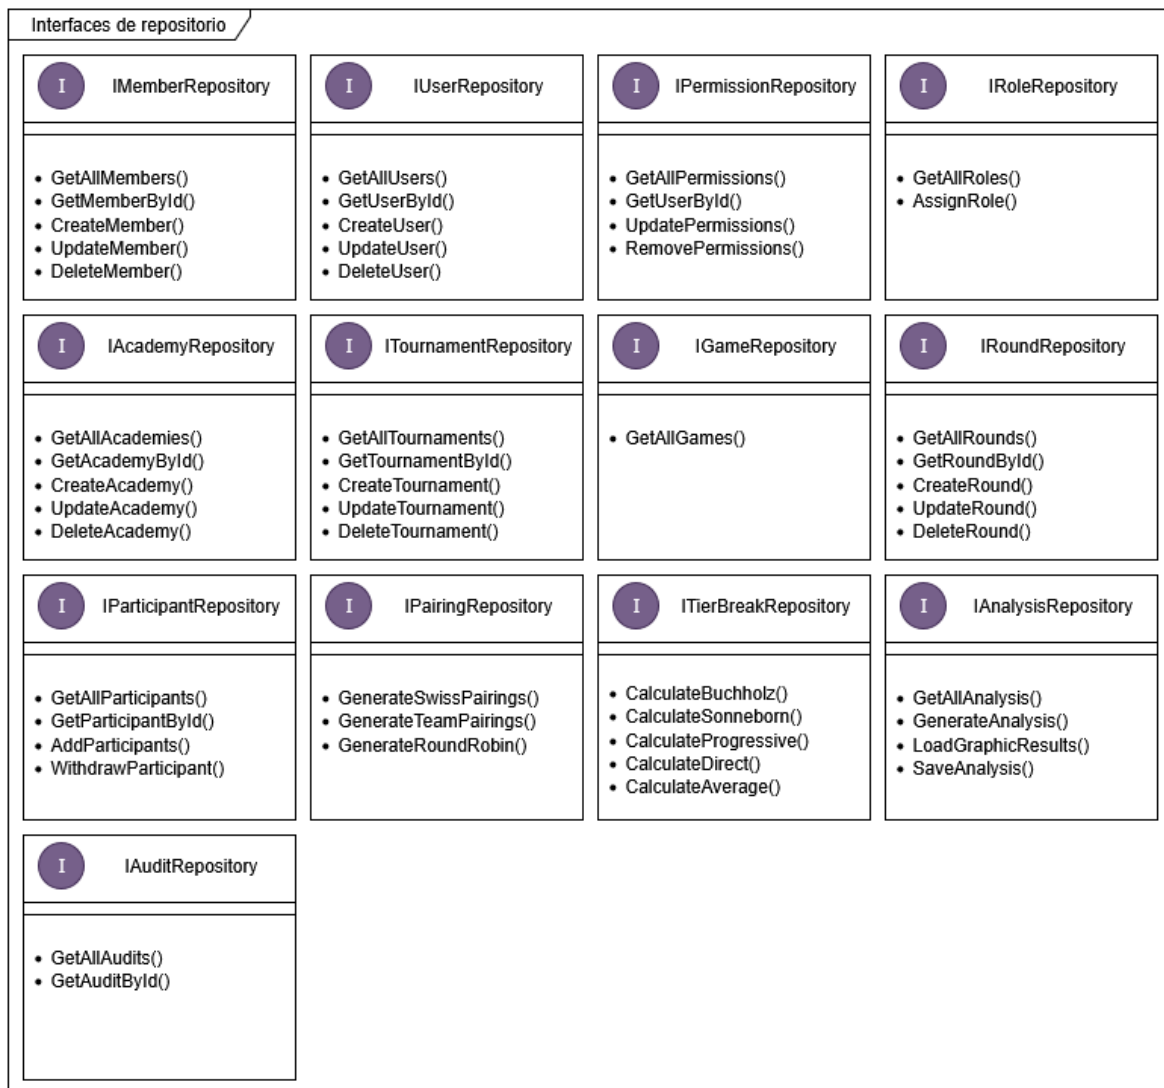 Interfaces de repositorio
I
IMemberRepository
• GetAllMembers()
• GetMemberById()
• CreateMember()
• UpdateMember()
• DeleteMember()
I
IUserRepository
• GetAllUsers()
• GetUserById()
• CreateUser()
• UpdateUser()
• DeleteUser()
I
IPermissionRepository
• GetAllPermissions()
• GetUserById()
• UpdatePermissions()
• RemovePermissions()
I
IRoleRepository
• GetAllRoles()
• AssignRole()
I
IAcademyRepository
• GetAllAcademies()
• GetAcademyById()
• CreateAcademy()
• UpdateAcademy()
• DeleteAcademy()
I
ITournamentRepository
• GetAllTournaments()
• GetTournamentById()
• CreateTournament()
• UpdateTournament()
• DeleteTournament()
I
IGameRepository
• GetAllGames()
I
IRoundRepository
• GetAllRounds()
• GetRoundById()
• CreateRound()
• UpdateRound()
• DeleteRound()
I
IParticipantRepository
• GetAllParticipants()
• GetParticipantById()
• AddParticipants()
• WithdrawParticipant()
I
IPairingRepository
• GenerateSwissPairings()
• GenerateTeamPairings()
• GenerateRoundRobin()
I
ITierBreakRepository
• CalculateBuchholz()
• CalculateSonneborn()
• CalculateProgressive()
• CalculateDirect()
• CalculateAverage()
I
IAnalysisRepository
• GetAllAnalysis()
• GenerateAnalysis()
• LoadGraphicResults()
• SaveAnalysis()
I
IAuditRepository
• GetAllAudits()
• GetAuditById()